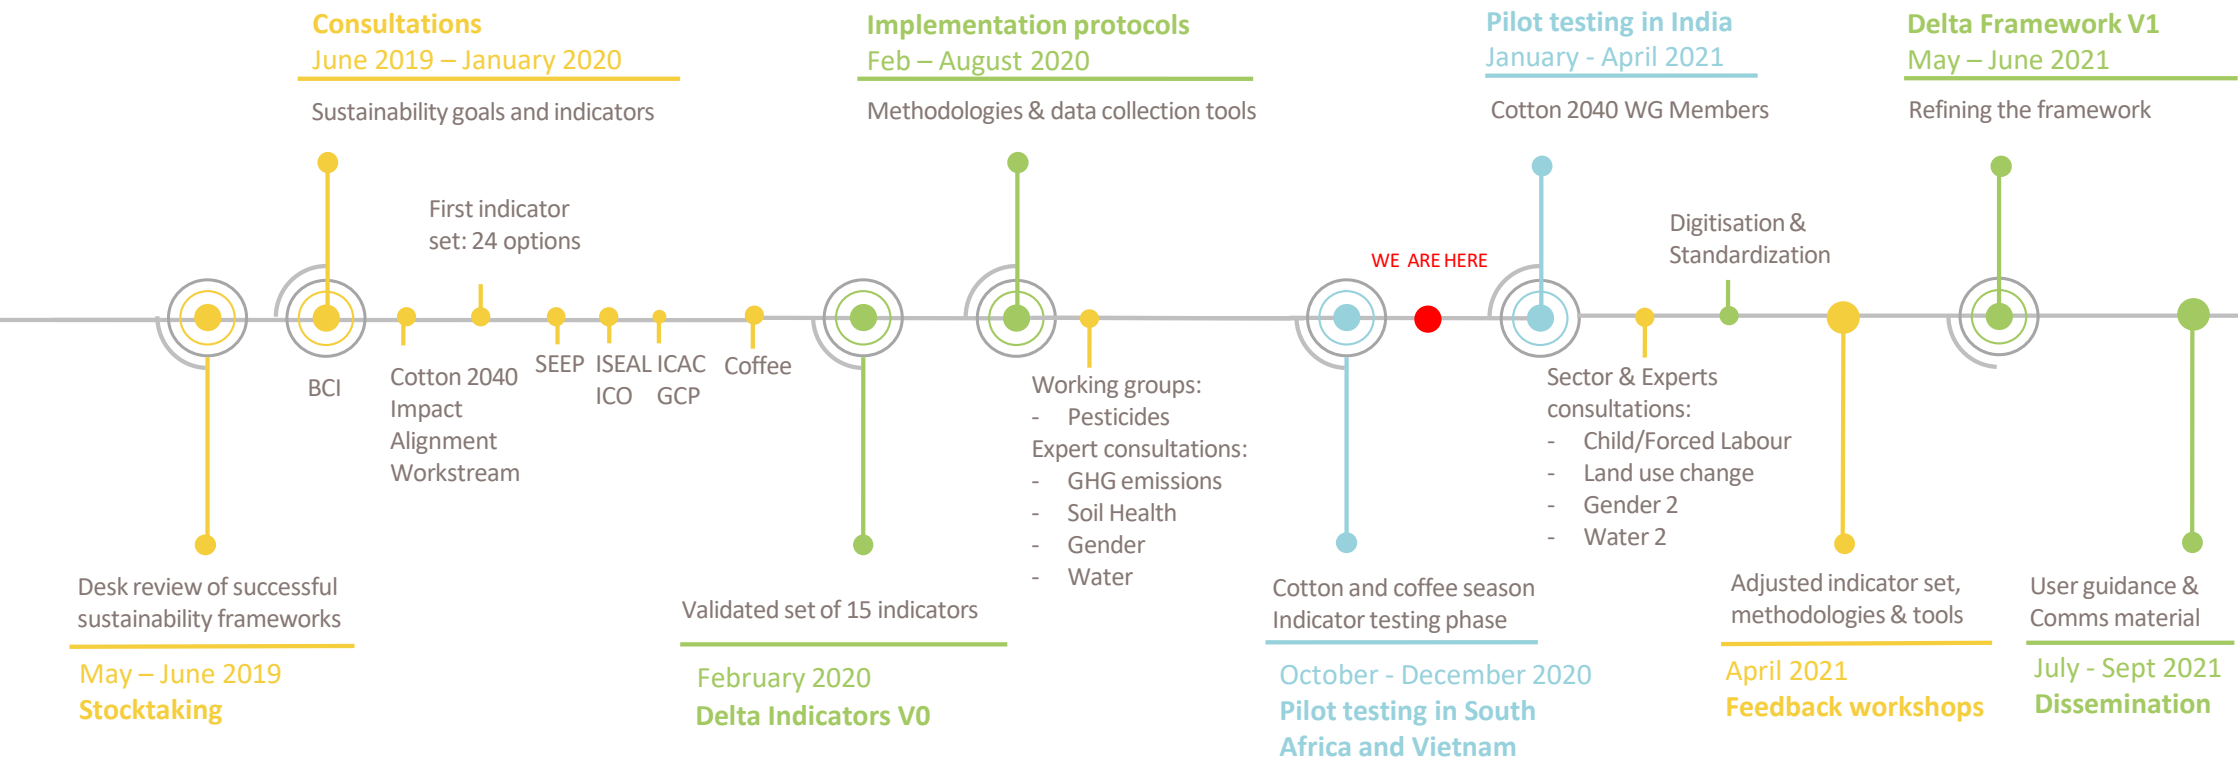 Consultations
June 2019 – January 2020
Sustainability goals and indicators
Implementation protocols
Feb – August 2020
Methodologies & data collection tools
Pilot testing in India
January - April 2021
Cotton 2040 WG Members
Delta Framework V1
May – June 2021
Refining the framework
First indicator
set: 24 options
WE ARE HERE
Digitisation &
Standardization
BCI
Cotton 2040
Impact
Alignment
Workstream
SEEP
ISEAL
ICO
ICAC
GCP
Coffee
Working groups:
- Pesticides
Expert consultations:
- GHG emissions
- Soil Health
- Gender
- Water
Sector & Experts
consultations:
- Child/Forced Labour
- Land use change
- Gender 2
- Water 2
Desk review of successful
sustainability frameworks
May – June 2019
Stocktaking
Validated set of 15 indicators
February 2020
Delta Indicators V0
Cotton and coffee season
Indicator testing phase
October - December 2020
Pilot testing in South
Africa and Vietnam
Adjusted indicator set,
methodologies & tools
April 2021
Feedback workshops
User guidance &
Comms material
July - Sept 2021
Dissemination